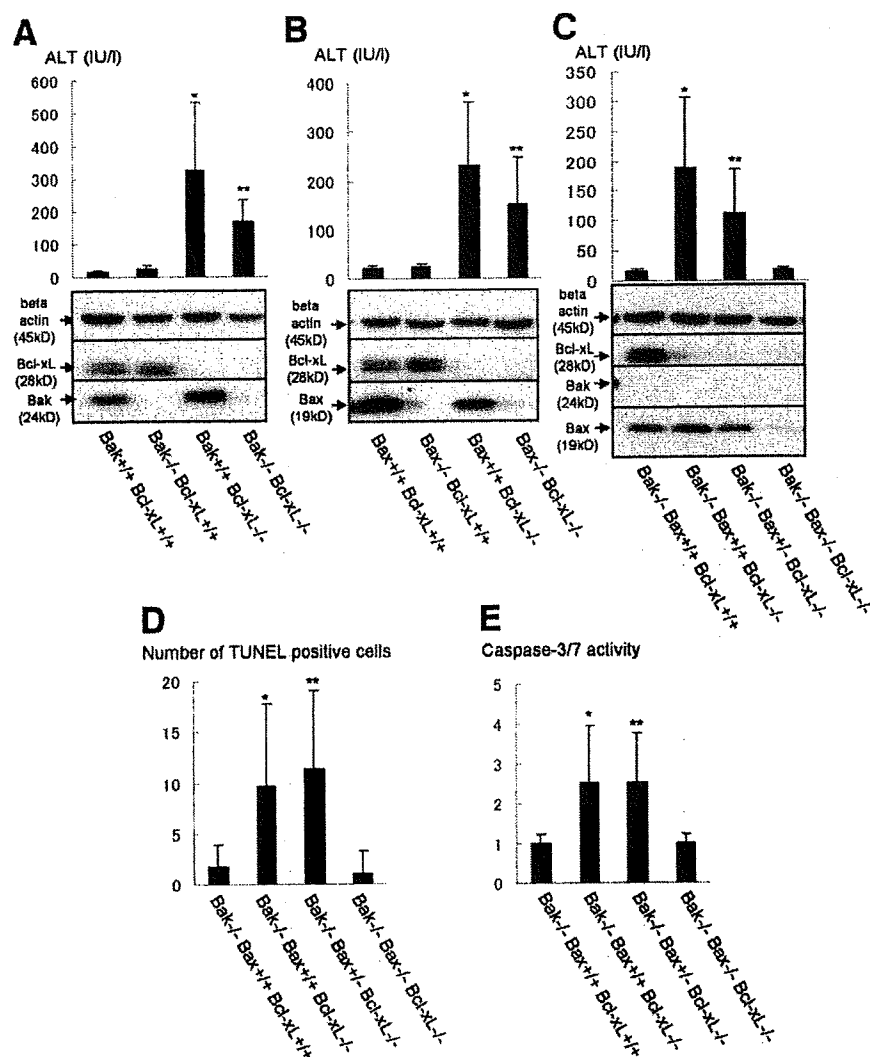 A
ALT (IU/l)
600
500
400
300
200
100
0
*
**
beta
actin
(45kD)
Bcl-xL
(28kD)
Bak
(24kD)
Bak+/+ Bcl-xL+/+
Bak-/- Bcl-xL+/+
Bak+/+ Bcl-xL-/-
Bak-/- Bcl-xL-/-
B
ALT (IU/l)
400
300
200
100
0
*
**
beta
actin
(45kD)
Bcl-xL
(28kD)
Bax
(19kD)
Bax+/+ Bcl-xL+/+
Bax-/- Bcl-xL+/+
Bax+/+ Bcl-xL-/-
Bax-/- Bcl-xL-/-
C
ALT (IU/l)
350
300
250
200
150
100
50
0
*
**
beta
actin
(45kD)
Bcl-xL
(28kD)
Bak
(24kD)
Bax
(19kD)
Bak-/- Bax+/+ Bcl-xL+/+
Bak-/- Bax+/+ Bcl-xL-/-
Bak-/- Bax+/- Bcl-xL-/-
Bak-/- Bax-/- Bcl-xL-/-
D
Number of TUNEL positive cells
20
15
10
5
0
*
**
Bak-/- Bax+/+ Bcl-xL+/+
Bak-/- Bax+/+ Bcl-xL-/-
Bak-/- Bax+/- Bcl-xL-/-
Bak-/- Bax-/- Bcl-xL-/-
E
Caspase-3/7 activity
5
4
3
2
1
0
*
**
Bak-/- Bax+/+ Bcl-xL+/+
Bak-/- Bax+/+ Bcl-xL-/-
Bak-/- Bax+/- Bcl-xL-/-
Bak-/- Bax-/- Bcl-xL-/-